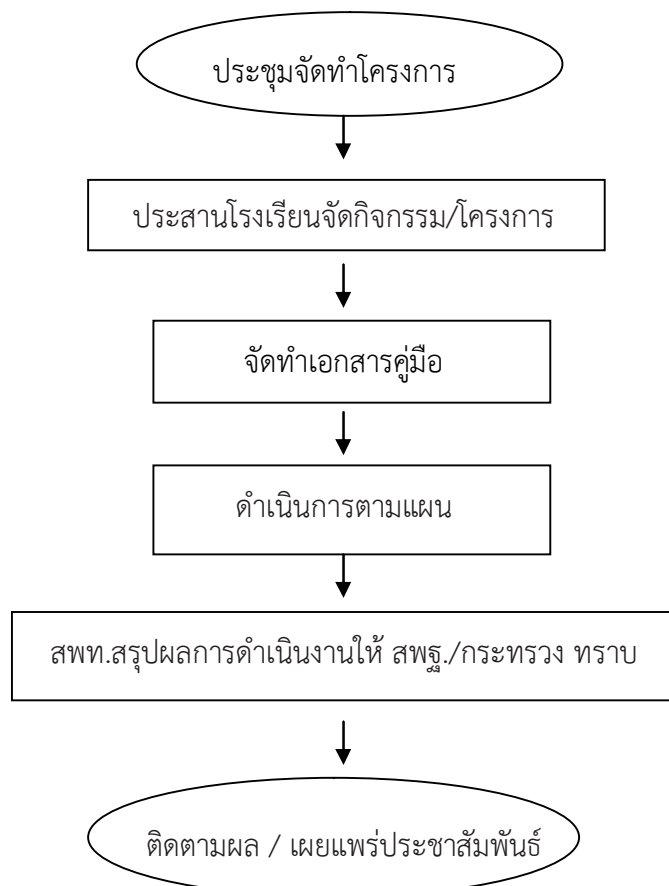 ประชุมจัดทำโครงการ
ประสานโรงเรียนจัดกิจกรรม/โครงการ
จัดทำเอกสารคู่มือ
ดำเนินการตามแผน
สพท.สรุปผลการดำเนินงานให้ สพฐ./กระทรวง ทราบ
ติดตามผล / เผยแพร่ประชาสัมพันธ์